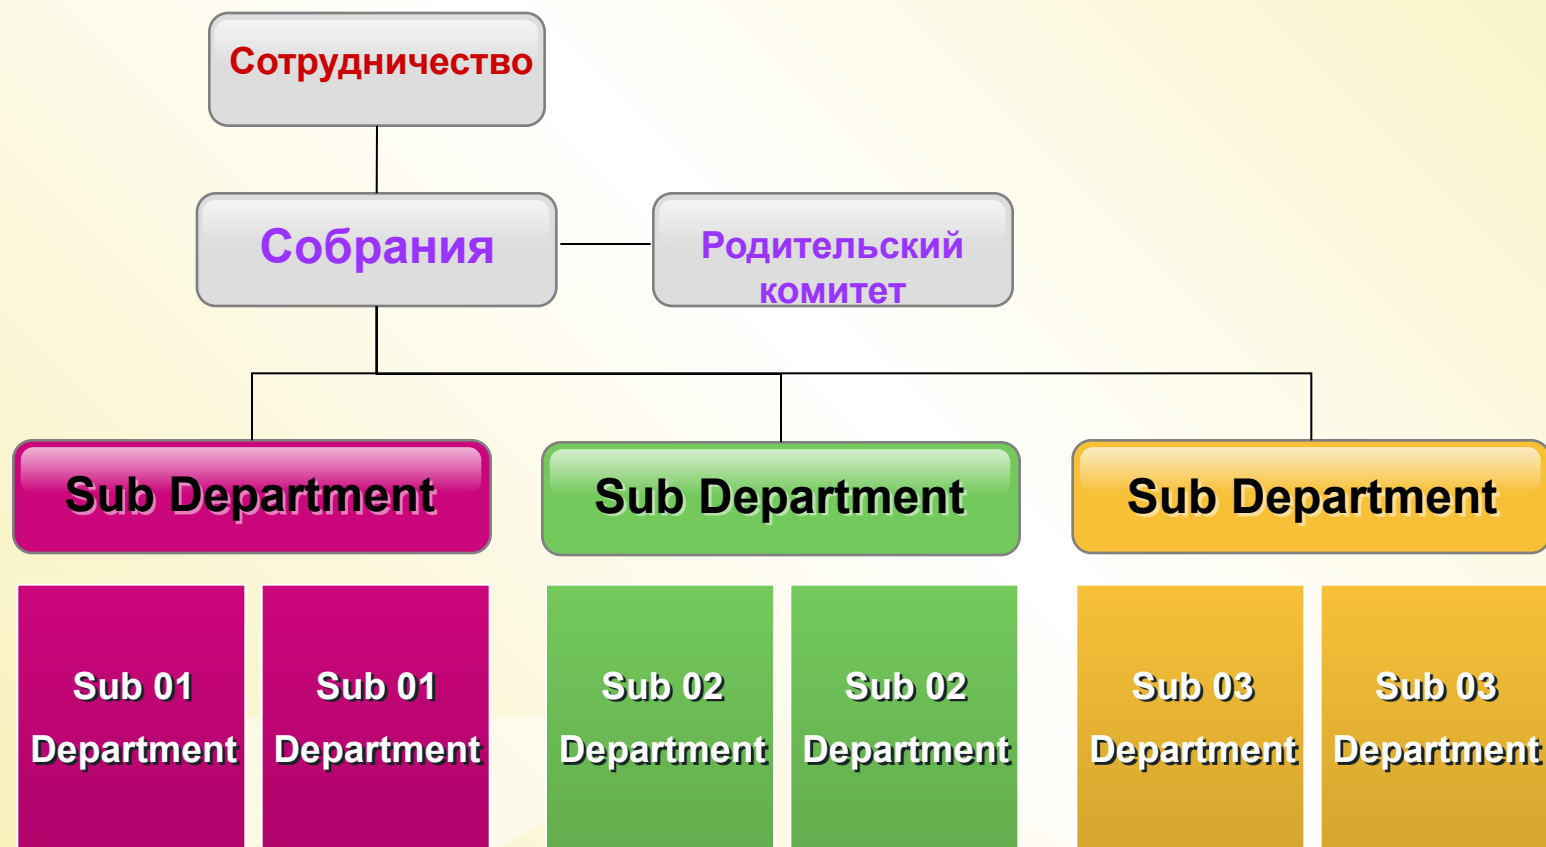 Сотрудничество
Собрания
Родительский
комитет
Sub Department
Sub Department
Sub Department
Sub 01
Department
Sub 01
Department
Sub 02
Department
Sub 02
Department
Sub 03
Department
Sub 03
Department